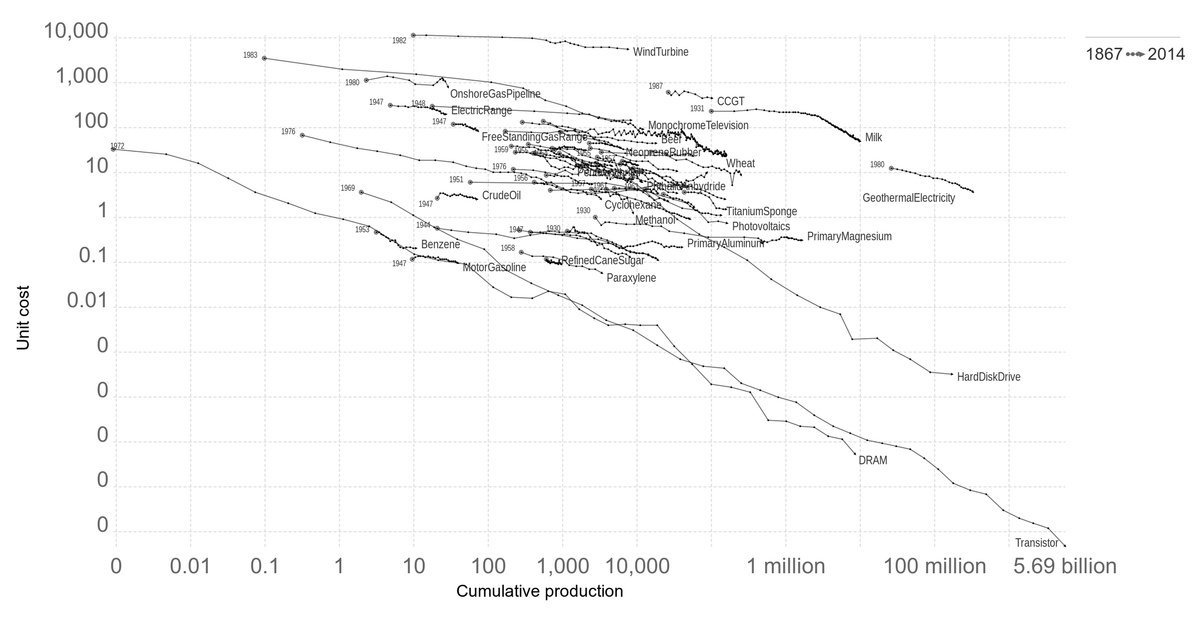 10,000
1,000
100
10
1
0.1
0.01
0
0
0
0
0
Unit cost
0
0.01
0.1
1
10
100
1,000
10,000
1 million
100 million
5.69 billion
Cumulative production
1867
2014
1982
WindTurbine
1983
1980
OnshoreGasPipeline
1987
CCGT
1947
1948
ElectricRange
1931
Milk
1947
MonochromeTelevision
1976
FreeStandingGasRange
Beer
1972
1959
NeopreneRubber
Wheat
1976
1980
GeothermalElectricity
1951
1956
1969
CrudeOil
1947
Cyclohexane
TitaniumSponge
1930
Methanol
Photovoltaics
1944
1953
1947
1930
PrimaryMagnesium
PrimaryAluminum
Benzene
1958
1947
MotorGasoline
RefinedCaneSugar
Paraxylene
HardDiskDrive
DRAM
Transistor